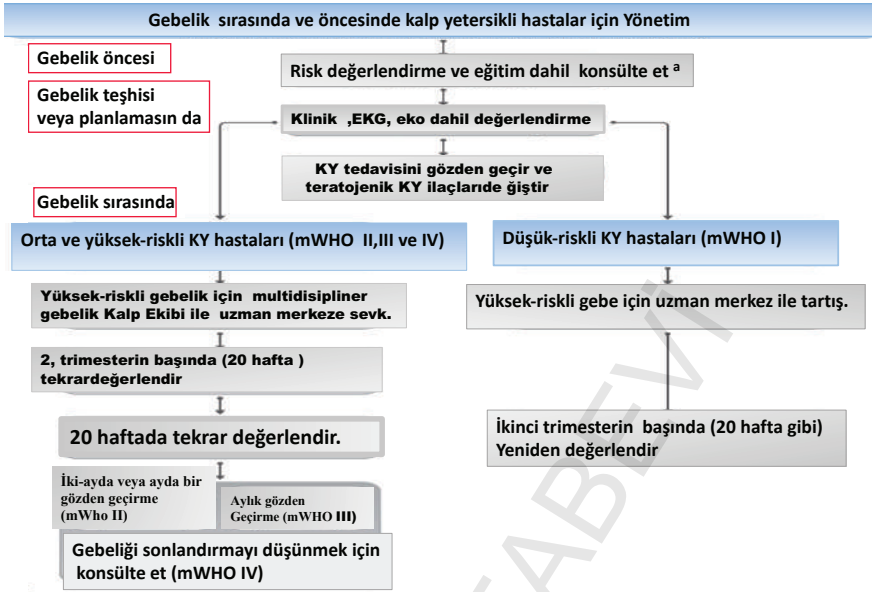 Gebelik sırasında ve öncesinde kalp yetersikli hastalar için Yönetim
Gebelik öncesi
Risk değerlendirme ve eğitim dahil konsülte et ᵃ
Gebelik teşhisi
veya planlamasın da
Klinik ,EKG, eko dahil değerlendirme
KY tedavisini gözden geçir ve
teratojenik KY ilaçlarıde ğiştir
Gebelik sırasında
Orta ve yüksek-riskli KY hastaları (mWHO II,III ve IV)
Düşük-riskli KY hastaları (mWHO I)
Yüksek-riskli gebelik için multidisipliner
gebelik Kalp Ekibi ile uzman merkeze sevk.
Yüksek-riskli gebe için uzman merkez ile tartış.
2, trimesterin başında (20 hafta )
tekrardeğerlendir
20 haftada tekrar değerlendir.
İkinci trimesterin başında (20 hafta gibi)
Yeniden değerlendir
İki-ayda veya ayda bir
gözden geçirme
(mWho II)
Aylık gözden
Geçirme (mWHO III)
Gebeliği sonlandırmayı düşünmek için
konsülte et (mWHO IV)
TABEVİ